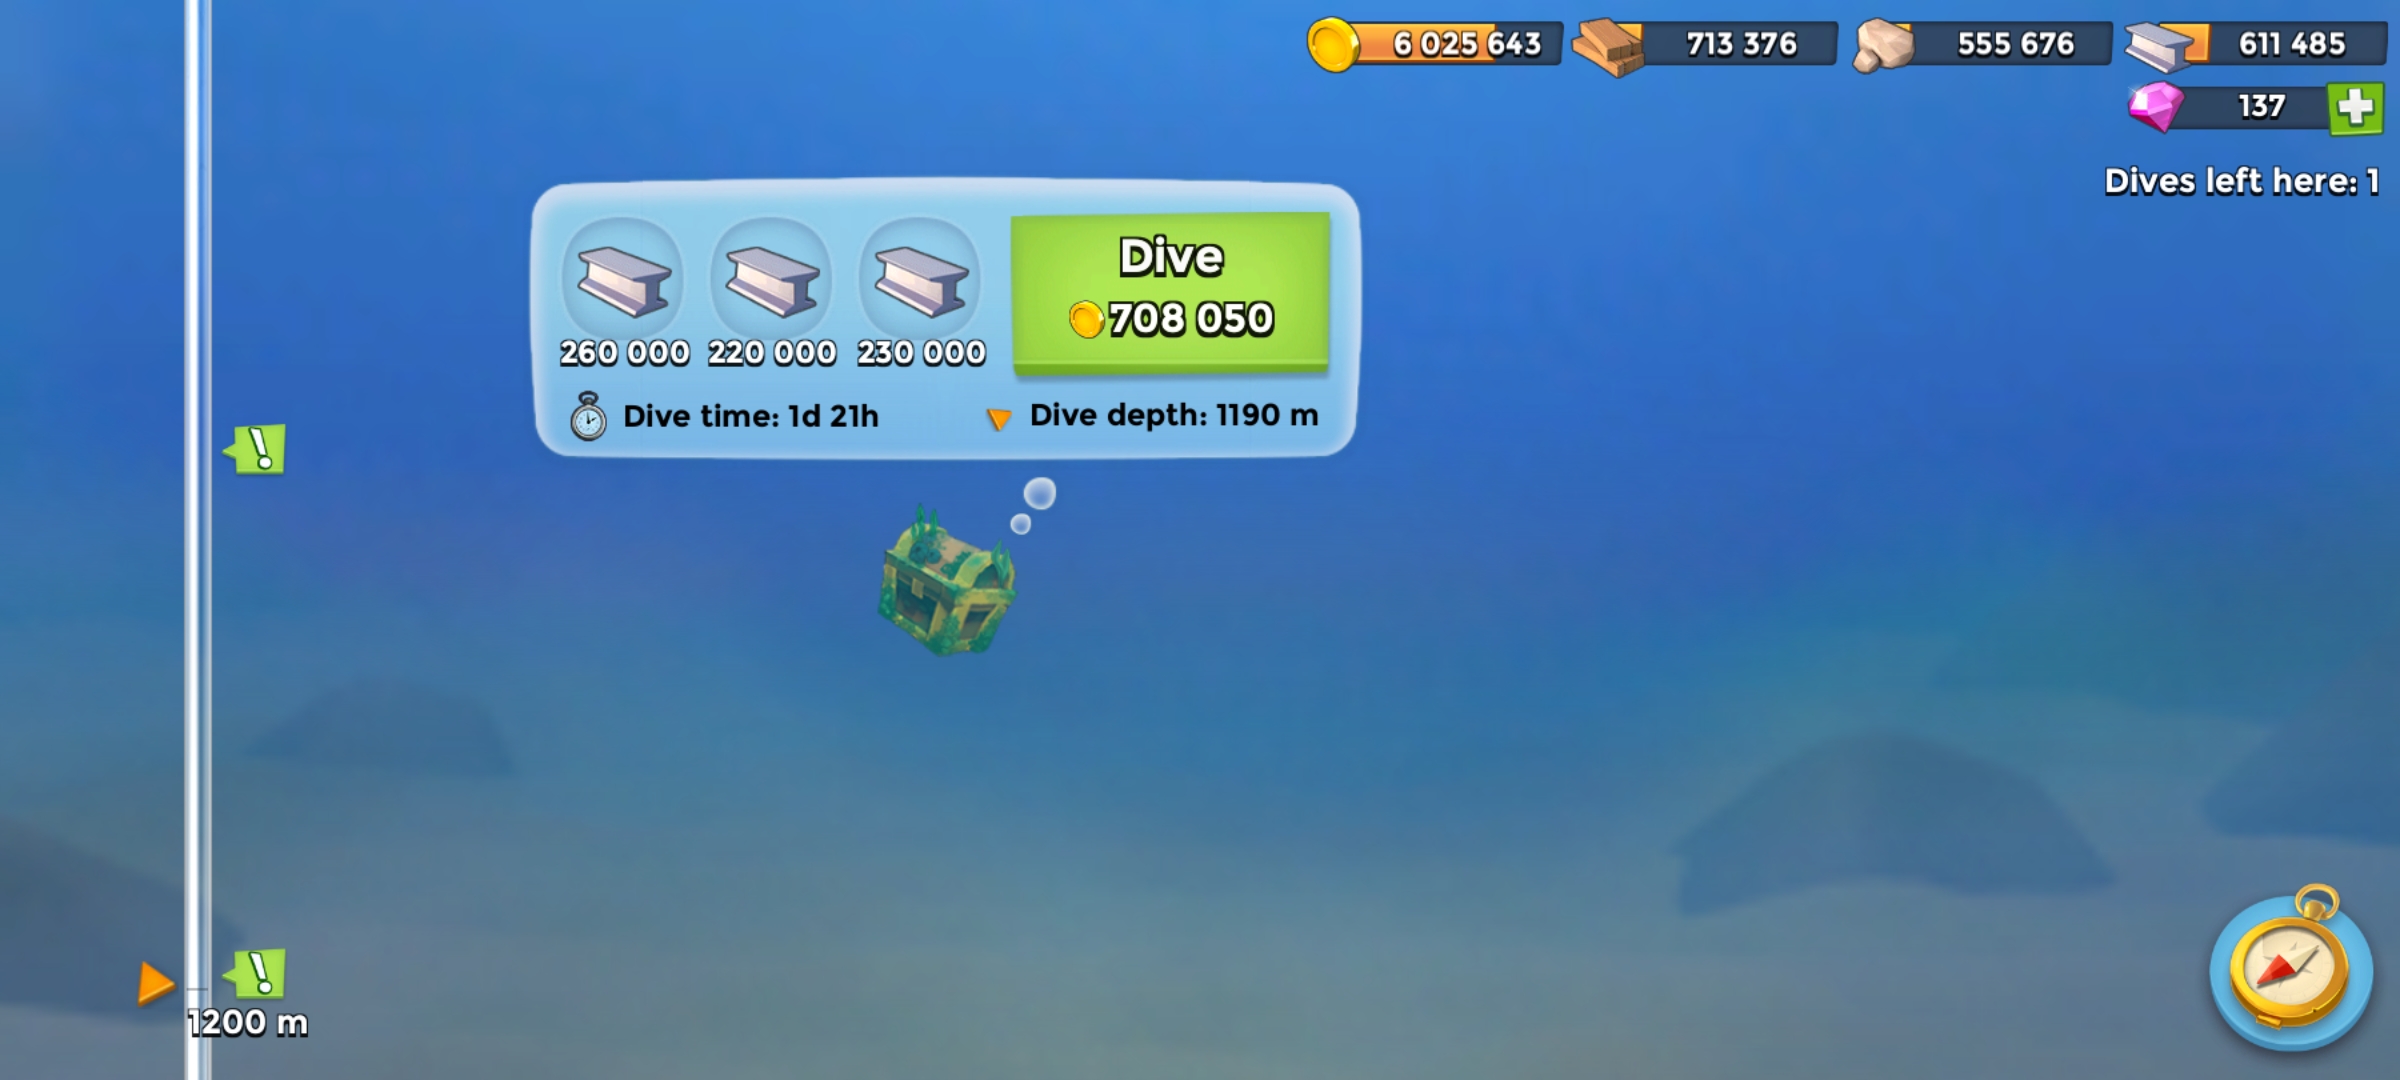 6 025 643
713 376
555 676
611 485
137
Dives left here: 1
Dive
708 050
260 000
220 000
230 000
Dive time: 1d 21h
Dive depth: 1190 m
!
!
1200 m